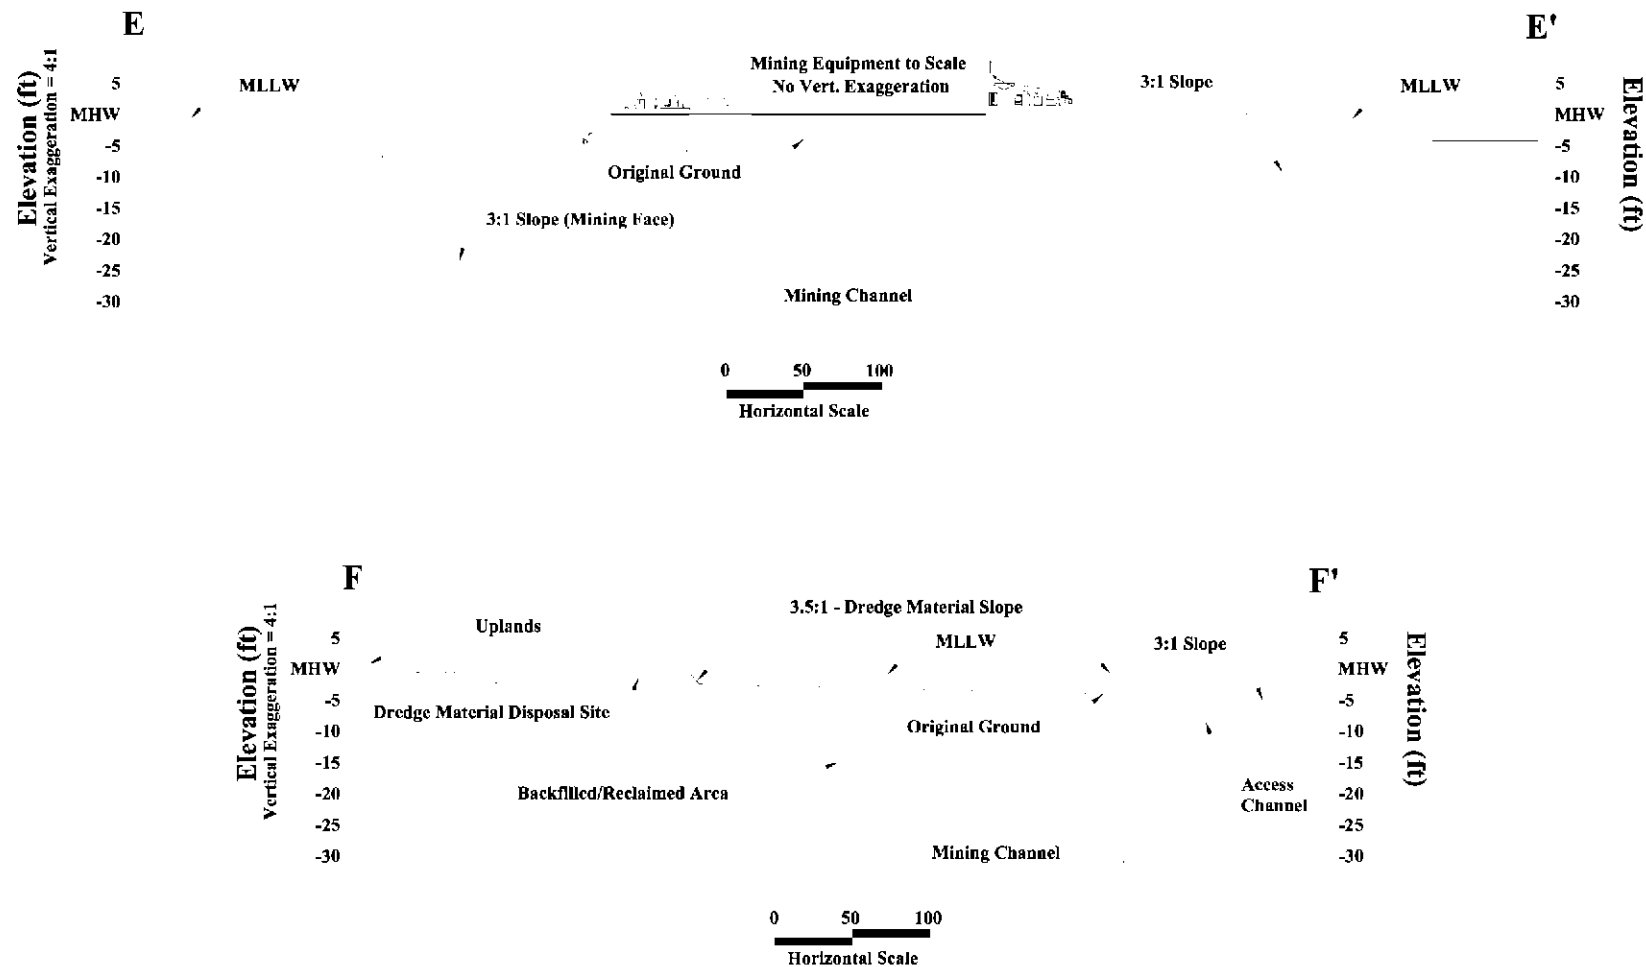 E
E'
Elevation (ft)
Vertical Exaggeration = 4:1
5
MHW
-5
-10
-15
-20
-25
-30
MLLW
Mining Equipment to Scale
No Vert. Exaggeration
3:1 Slope
MLLW
Original Ground
3:1 Slope (Mining Face)
Mining Channel
5
MHW
-5
-10
-15
-20
-25
-30
Elevation (ft)
0 50 100
Horizontal Scale
F
F'
Elevation (ft)
Vertical Exaggeration = 4:1
5
MHW
-5
-10
-15
-20
-25
-30
Uplands
3.5:1 - Dredge Material Slope
MLLW
3:1 Slope
Dredge Material Disposal Site
Original Ground
Backfilled/Reclaimed Area
Access
Channel
Mining Channel
5
MHW
-5
-10
-15
-20
-25
-30
Elevation (ft)
0 50 100
Horizontal Scale